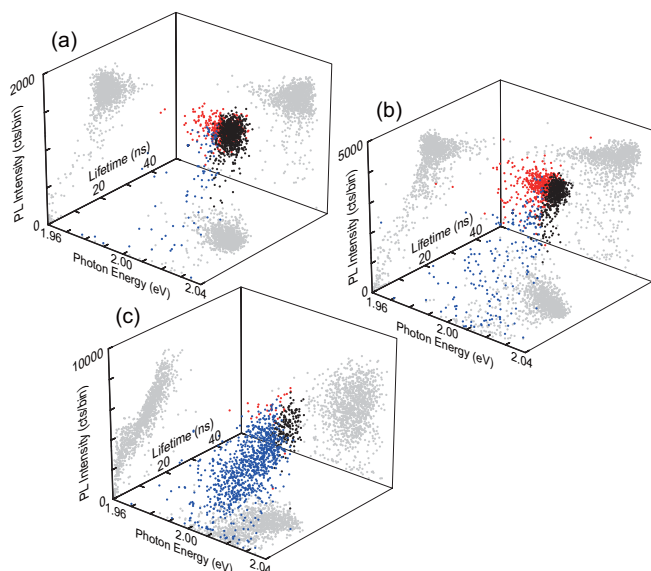 (a)
2000
PL Intensity (cts/bin)
Lifetime (ns)
40
20
0
1.96
2.00
2.04
Photon Energy (eV)
(b)
5000
PL Intensity (cts/bin)
Lifetime (ns)
40
20
0
1.96
2.00
2.04
Photon Energy (eV)
(c)
10000
PL Intensity (cts/bin)
Lifetime (ns)
40
20
0
1.96
2.00
2.04
Photon Energy (eV)